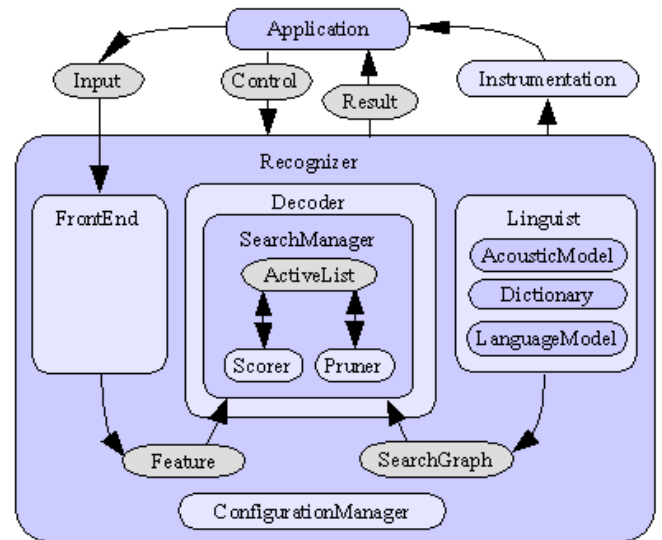 Application
Input
Control
Result
Instrumentation
Recognizer
FrontEnd
Decoder
SearchManager
ActiveList
Scorer
Pruner
Linguist
AcousticModel
Dictionary
LanguageModel
Feature
SearchGraph
ConfigurationManager